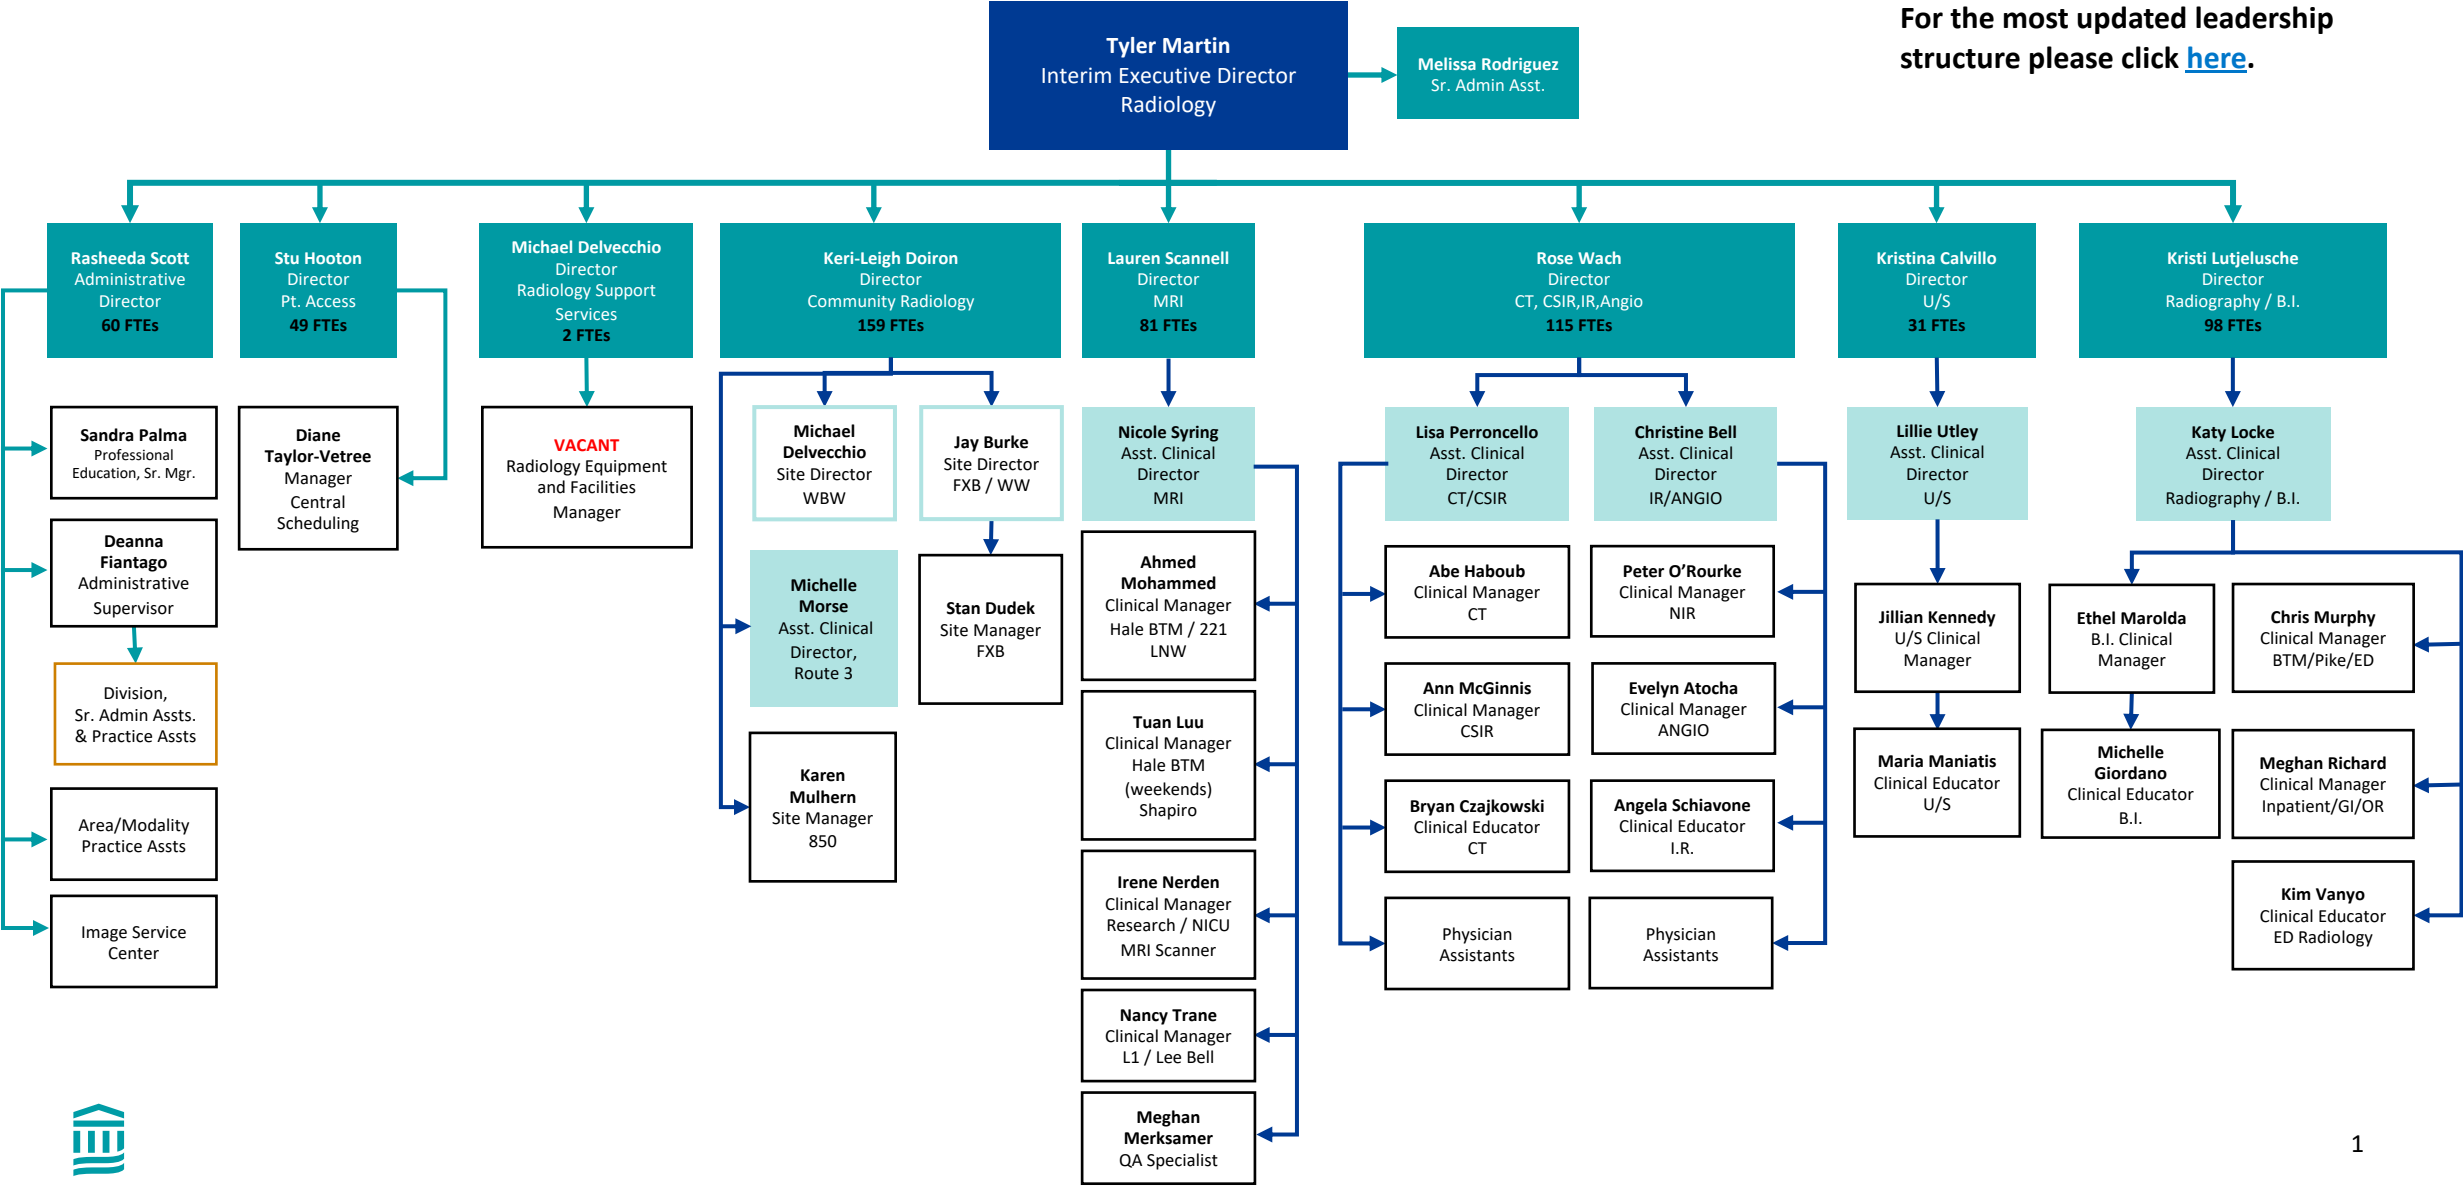 For the most updated leadership
structure please click here.
Tyler Martin
Interim Executive Director
Radiology
Melissa Rodriguez
Sr. Admin Asst.
Rasheeda Scott
Administrative
Director
60 FTEs
Stu Hooton
Director
Pt. Access
49 FTEs
Michael Delvecchio
Director
Radiology Support
Services
2 FTEs
Keri-Leigh Doiron
Director
Community Radiology
159 FTEs
Lauren Scannell
Director
MRI
81 FTEs
Rose Wach
Director
CT, CSIR,IR,Angio
115 FTEs
Kristina Calvillo
Director
U/S
31 FTEs
Kristi Lutjelusche
Director
Radiography / B.I.
98 FTEs
Sandra Palma
Professional
Education, Sr. Mgr.
Deanna
Fiantago
Administrative
Supervisor
Division,
Sr. Admin Assts.
& Practice Assts
Area/Modality
Practice Assts
Image Service
Center
Diane
Taylor-Vetree
Manager
Central
Scheduling
VACANT
Radiology Equipment
and Facilities
Manager
Michael
Delvecchio
Site Director
WBW
Michelle
Morse
Asst. Clinical
Director,
Route 3
Karen
Mulhern
Site Manager
850
Jay Burke
Site Director
FXB / WW
Stan Dudek
Site Manager
FXB
Nicole Syring
Asst. Clinical
Director
MRI
Ahmed
Mohammed
Clinical Manager
Hale BTM / 221
LNW
Tuan Luu
Clinical Manager
Hale BTM
(weekends)
Shapiro
Irene Nerden
Clinical Manager
Research / NICU
MRI Scanner
Nancy Trane
Clinical Manager
L1 / Lee Bell
Meghan
Merksamer
QA Specialist
Lisa Perroncello
Asst. Clinical
Director
CT/CSIR
Abe Haboub
Clinical Manager
CT
Ann McGinnis
Clinical Manager
CSIR
Bryan Czajkowski
Clinical Educator
CT
Physician
Assistants
Christine Bell
Asst. Clinical
Director
IR/ANGIO
Peter O’Rourke
Clinical Manager
NIR
Evelyn Atocha
Clinical Manager
ANGIO
Angela Schiavone
Clinical Educator
I.R.
Physician
Assistants
Lillie Utley
Asst. Clinical
Director
U/S
Jillian Kennedy
U/S Clinical
Manager
Maria Maniatis
Clinical Educator
U/S
Katy Locke
Asst. Clinical
Director
Radiography / B.I.
Ethel Marolda
B.I. Clinical
Manager
Michelle
Giordano
Clinical Educator
B.I.
Chris Murphy
Clinical Manager
BTM/Pike/ED
Meghan Richard
Clinical Manager
Inpatient/GI/OR
Kim Vanyo
Clinical Educator
ED Radiology
1